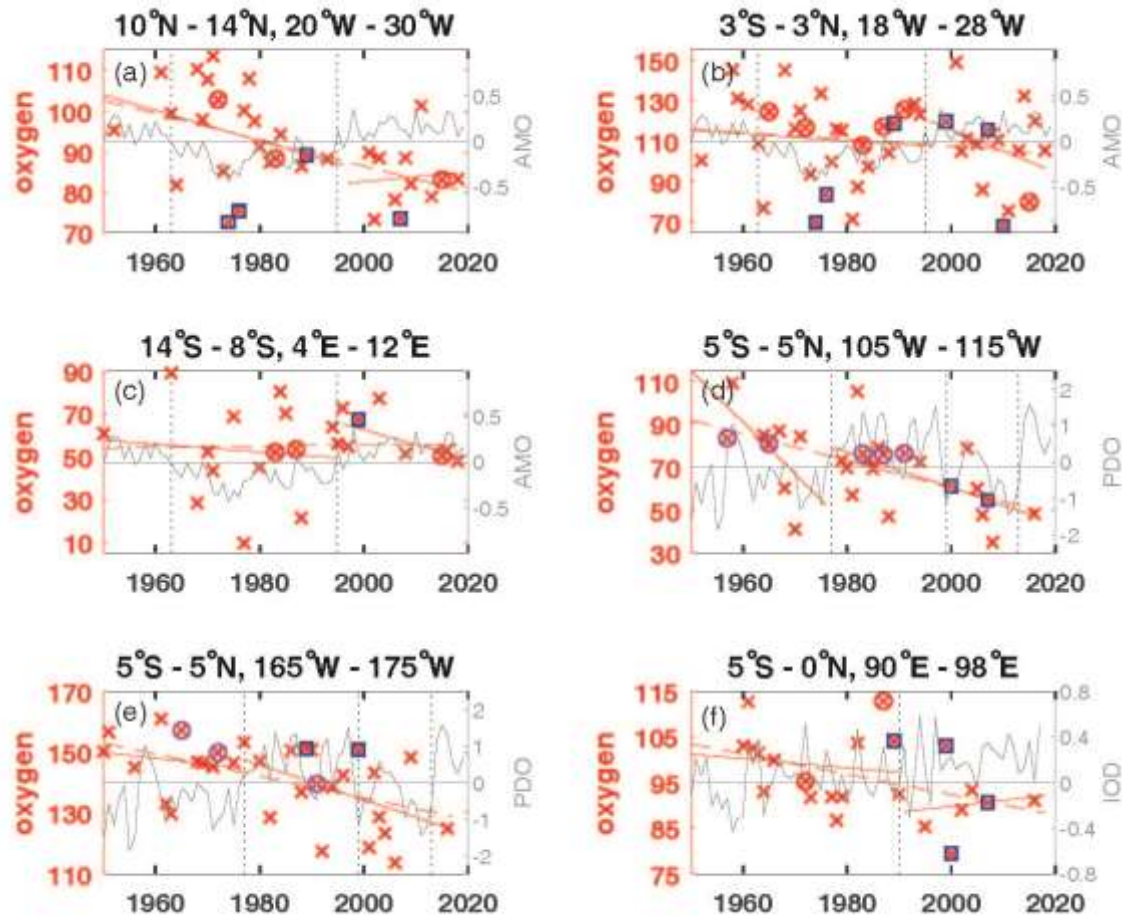 10°N - 14°N, 20°W - 30°W
3°S - 3°N, 18°W - 28°W
(a)
110
100
90
80
70
oxygen
0.5
0
-0.5
AMO
1960 1980 2000 2020
(b)
150
130
110
90
70
oxygen
0.5
0
-0.5
AMO
1960 1980 2000 2020
14°S - 8°S, 4°E - 12°E
5°S - 5°N, 105°W - 115°W
(c)
90
70
50
30
10
oxygen
0.5
0
-0.5
AMO
1960 1980 2000 2020
(d)
110
90
70
50
30
oxygen
2
1
0
-1
-2
PDO
1960 1980 2000 2020
5°S - 5°N, 165°W - 175°W
5°S - 0°N, 90°E - 98°E
(e)
170
150
130
110
oxygen
2
1
0
-1
-2
PDO
1960 1980 2000 2020
(f)
115
105
95
85
75
oxygen
0.8
0.4
0
-0.4
-0.8
IOD
1960 1980 2000 2020